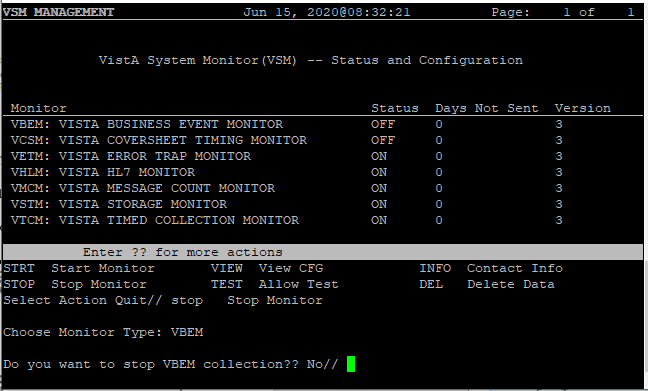 VSM MANAGEMENT Jun 15, 2020@08:32:21 Page: 1 of 1
VistA System Monitor(VSM) -- Status and Configuration
Monitor Status Days Not Sent Version
VBEM: VISTA BUSINESS EVENT MONITOR OFF 0 3
VCSM: VISTA COVERSHEET TIMING MONITOR OFF 0 3
VETM: VISTA ERROR TRAP MONITOR ON 0 3
VHLM: VISTA HL7 MONITOR ON 0 3
VMCM: VISTA MESSAGE COUNT MONITOR ON 0 3
VSTM: VISTA STORAGE MONITOR ON 0 3
VTCM: VISTA TIMED COLLECTION MONITOR ON 0 3
Enter ?? for more actions
STRT Start Monitor VIEW View CFG INFO Contact Info
STOP Stop Monitor TEST Allow Test DEL Delete Data
Select Action Quit// stop Stop Monitor
Choose Monitor Type: VBEM
Do you want to stop VBEM collection?? No//